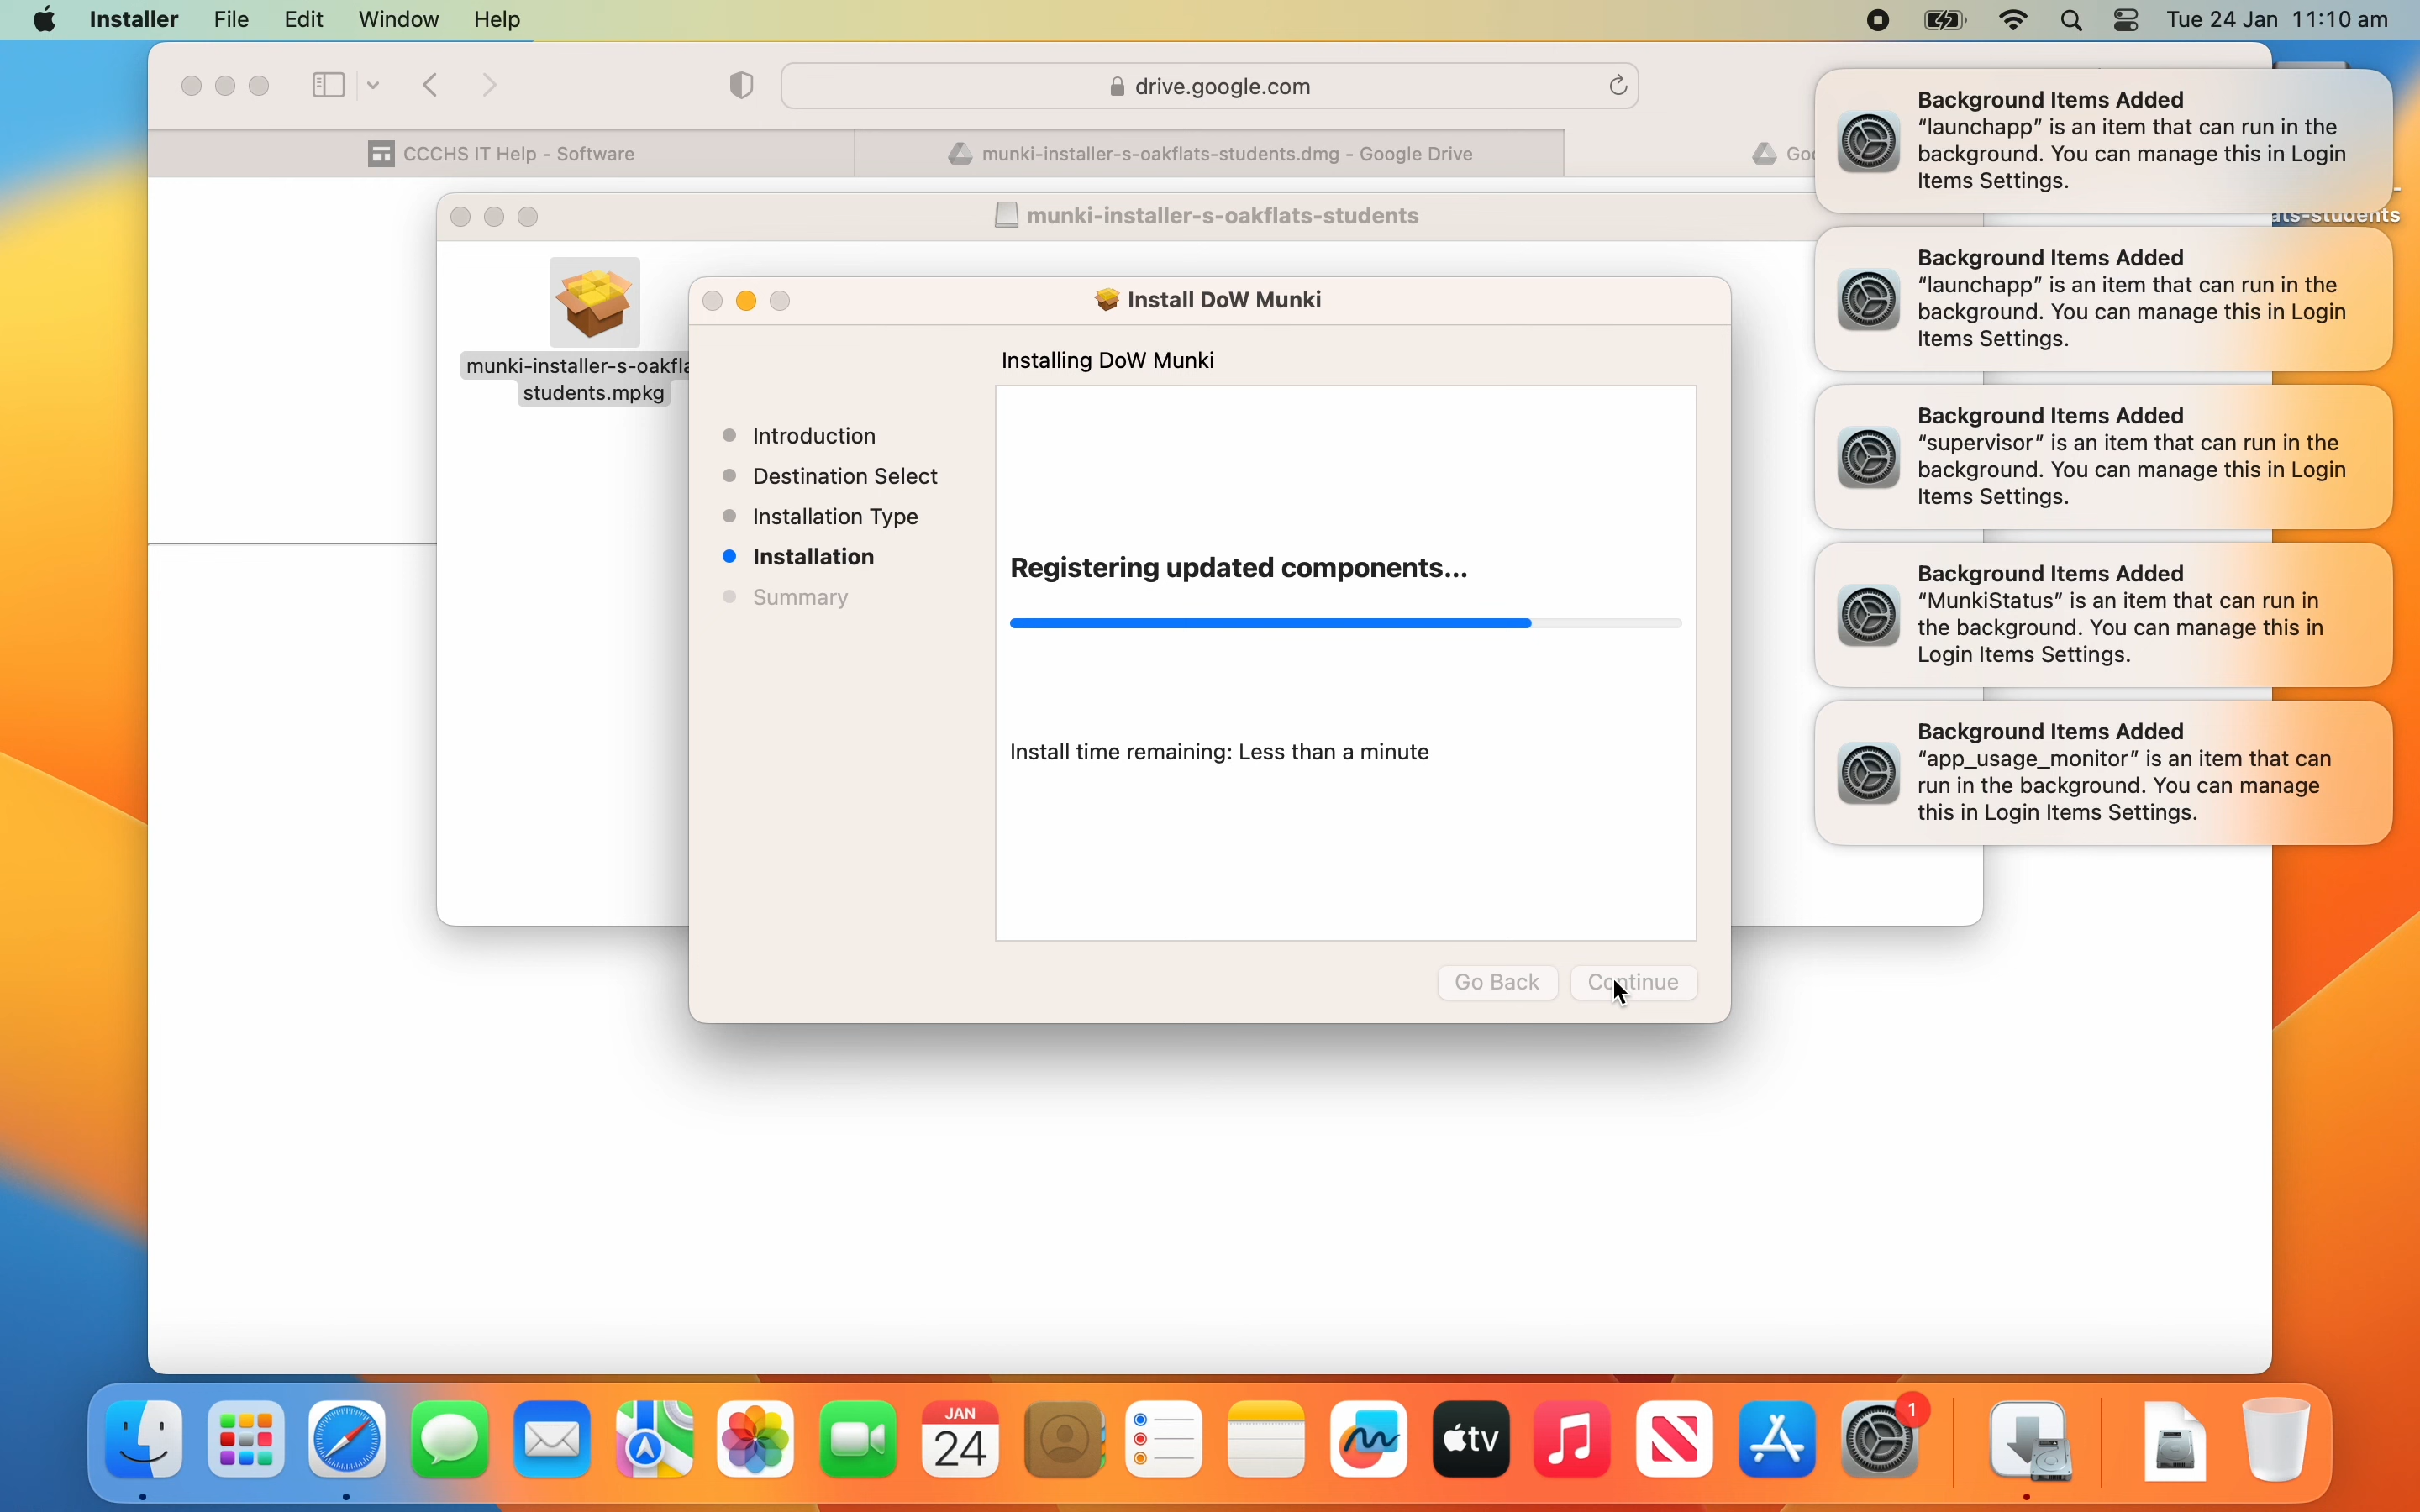 Installer File Edit Window Help
Tue 24 Jan 11:10 am
drive.google.com
CCCHS IT Help - Software
munki-installer-s-oakflats-students.dmg - Google Drive
munki-installer-s-oakflats-students
ats-students
munki-installer-s-oakfla
students.mpkg
Install DoW Munki
Installing DoW Munki
Introduction
Destination Select
Installation Type
Installation
Summary
Registering updated components...
Install time remaining: Less than a minute
Go Back
Continue
Background Items Added
“launchapp” is an item that can run in the
background. You can manage this in Login
Items Settings.
Background Items Added
“launchapp” is an item that can run in the
background. You can manage this in Login
Items Settings.
Background Items Added
“supervisor” is an item that can run in the
background. You can manage this in Login
Items Settings.
Background Items Added
“MunkiStatus” is an item that can run in
the background. You can manage this in
Login Items Settings.
Background Items Added
“app_usage_monitor” is an item that can
run in the background. You can manage
this in Login Items Settings.
JAN
24
tv
1